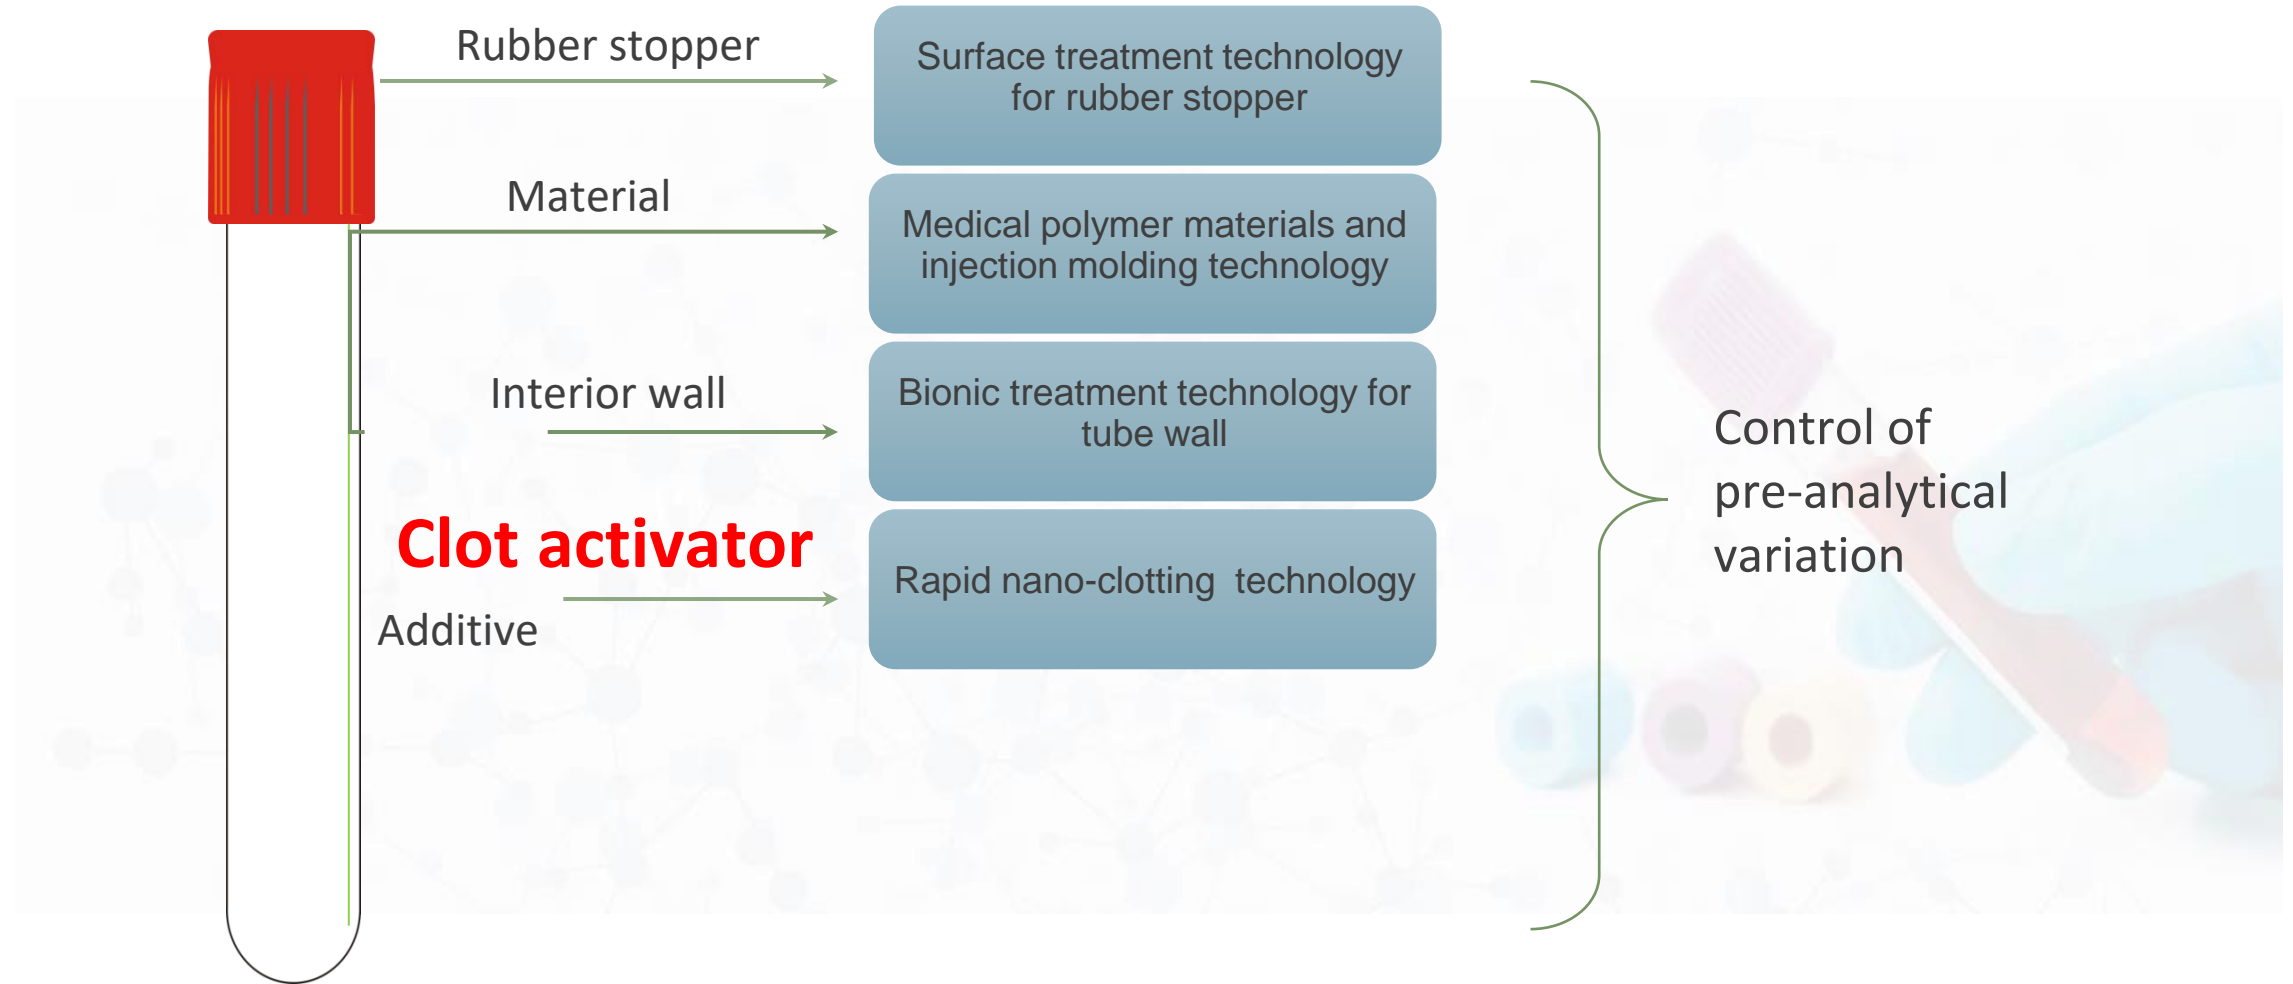 Rubber stopper
Surface treatment technology
for rubber stopper
Material
Medical polymer materials and
injection molding technology
Interior wall
Bionic treatment technology for
tube wall
Clot activator
Additive
Rapid nano-clotting  technology
Control of
pre-analytical
variation